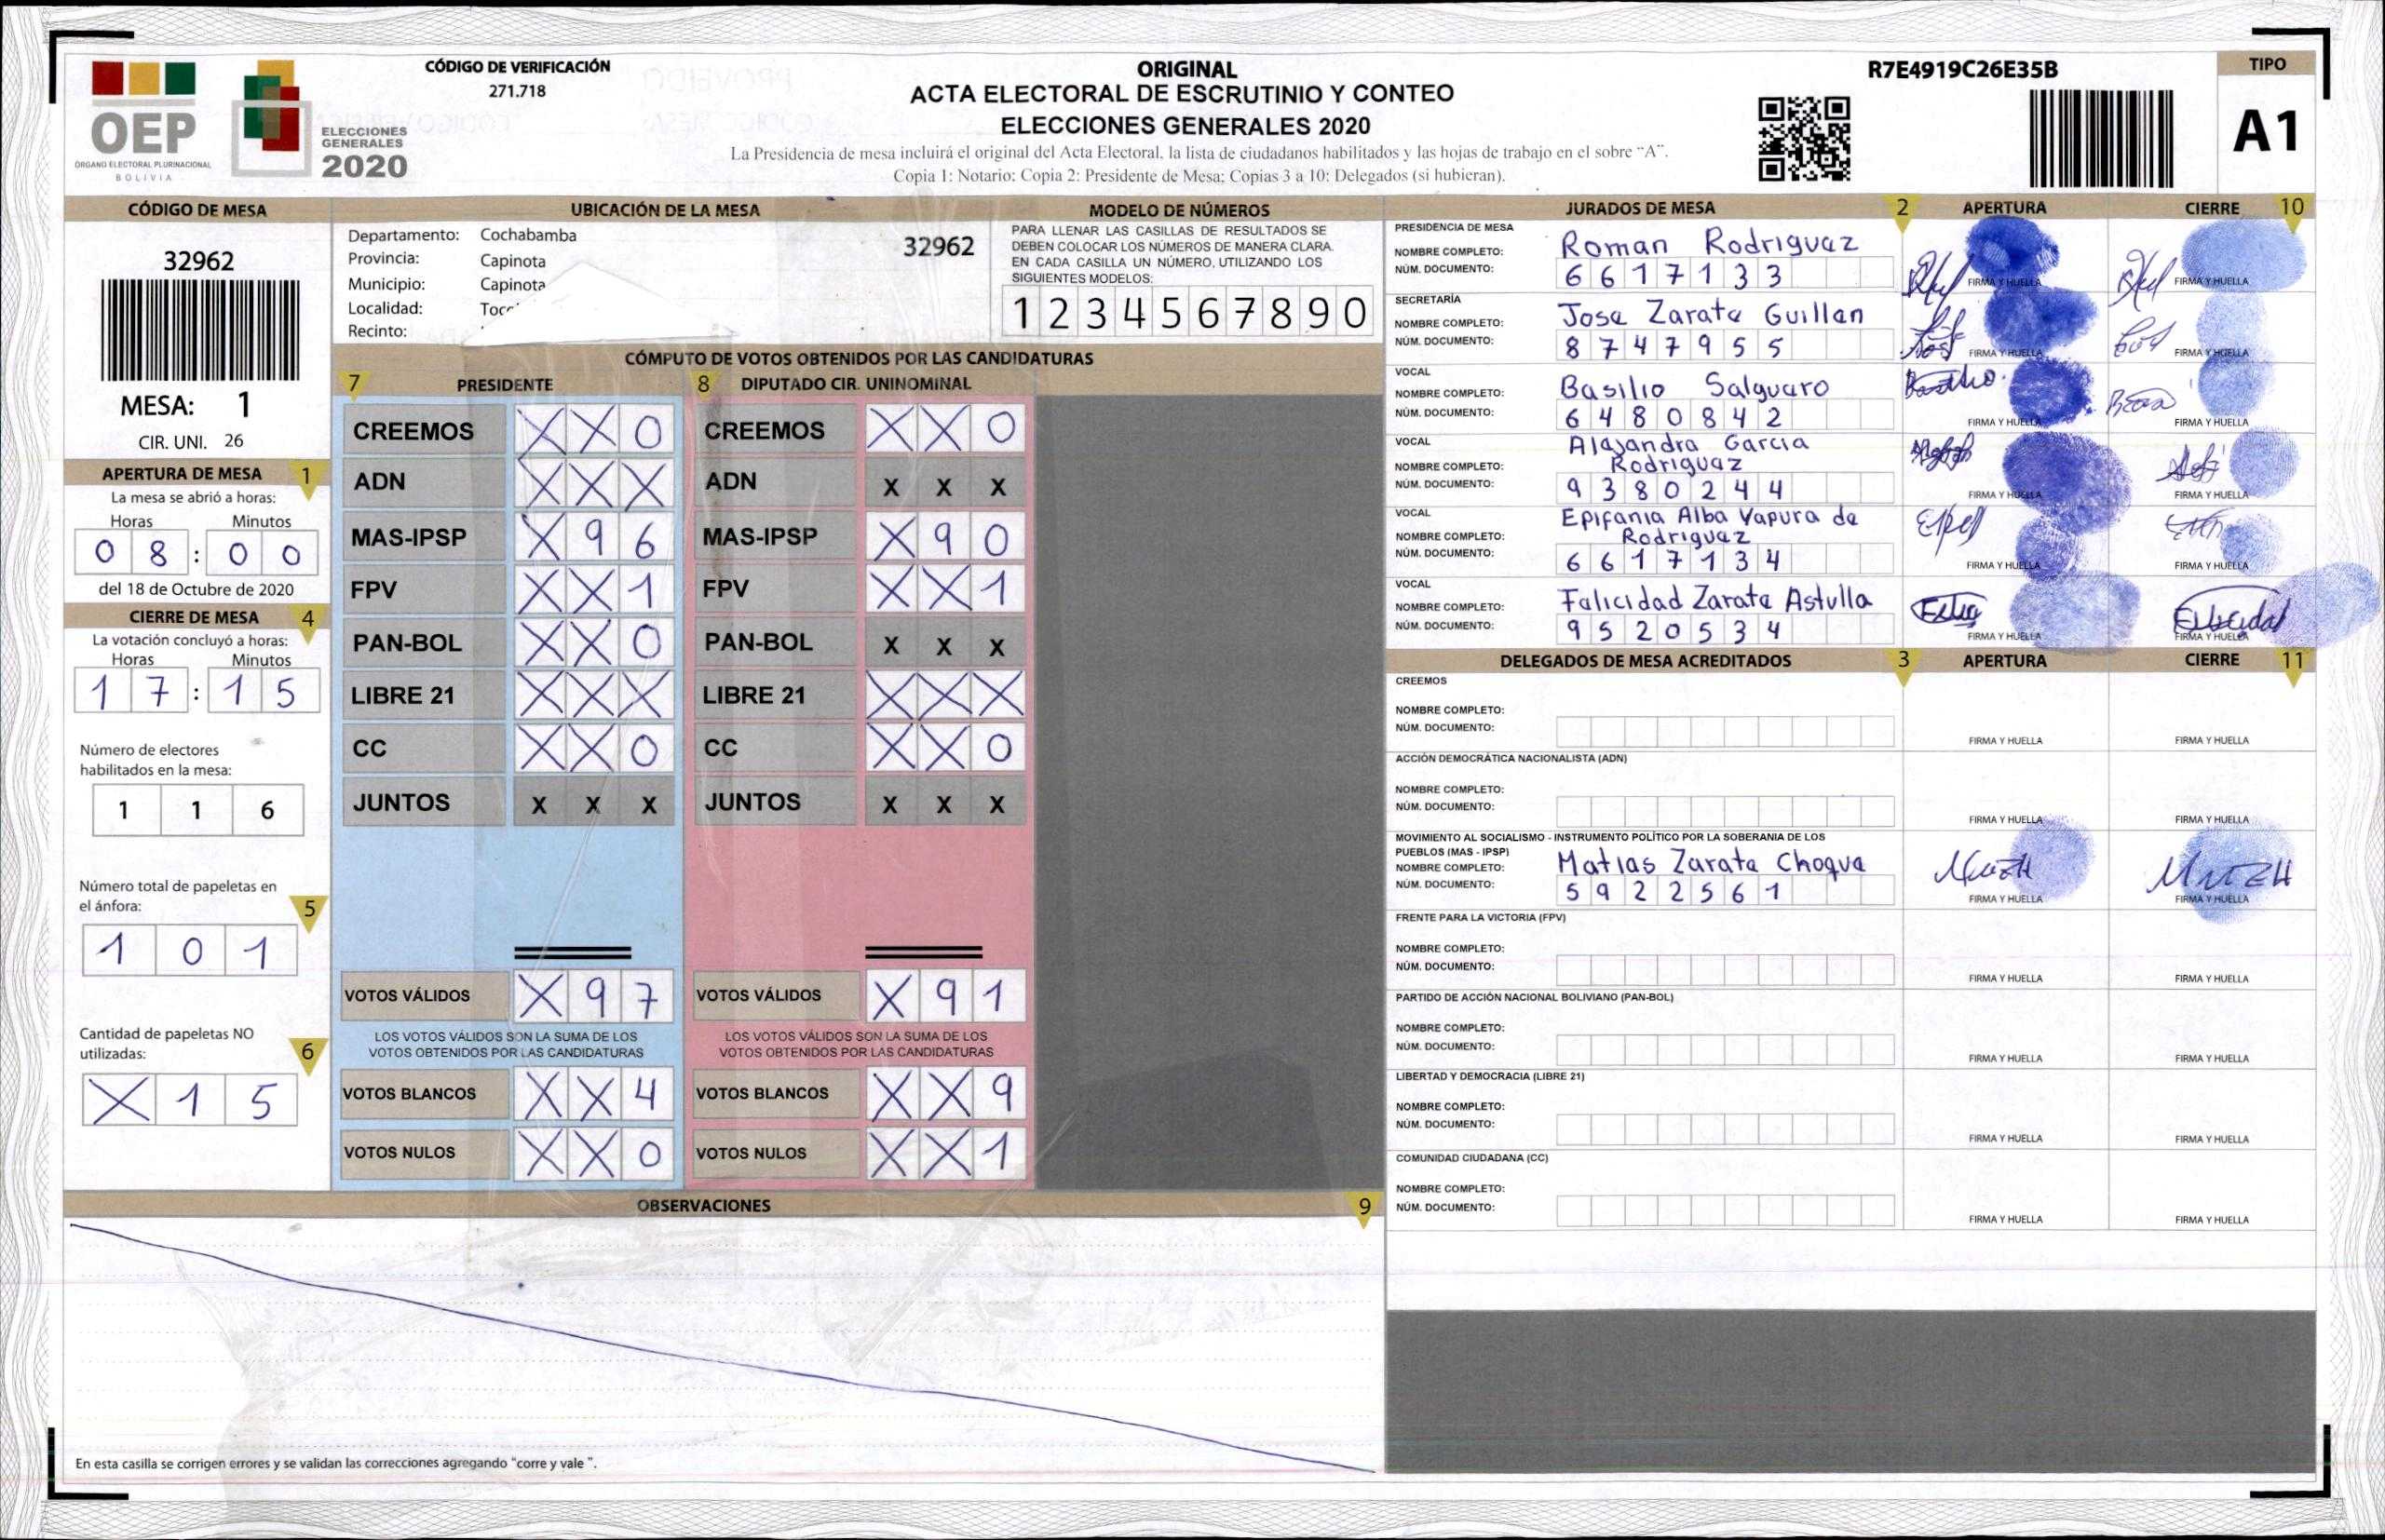 CÓDIGO DE VERIFICACIÓN
271.718
OEP
ÓRGANO ELECTORAL PLURINACIONAL
BOLIVIA
ELECCIONES
GENERALES
2020
ORIGINAL
ACTA ELECTORAL DE ESCRUTINIO Y CONTEO
ELECCIONES GENERALES 2020
La Presidencia de mesa incluirá el original del Acta Electoral, la lista de ciudadanos habilitados y las hojas de trabajo en el sobre "A".
Copia 1: Notario; Copia 2: Presidente de Mesa; Copias 3 a 10: Delegados (si hubieran).
R7E4919C26E35B
TIPO
A1
CÓDIGO DE MESA
32962
MESA: 1
CIR. UNI. 26
APERTURA DE MESA 1
La mesa se abrió a horas:
Horas Minutos
0 8 : 0 0
del 18 de Octubre de 2020
CIERRE DE MESA 4
La votación concluyó a horas:
Horas Minutos
1 7 : 1 5
Número de electores
habilitados en la mesa:
1 1 6
Número total de papeletas en
el ánfora:
5
1 0 1
Cantidad de papeletas NO
utilizadas:
6
X 1 5
UBICACIÓN DE LA MESA
Departamento: Cochabamba
32962
Provincia: Capinota
Municipio: Capinota
Localidad:
Recinto:
MODELO DE NÚMEROS
PARA LLENAR LAS CASILLAS DE RESULTADOS SE
DEBEN COLOCAR LOS NÚMEROS DE MANERA CLARA.
EN CADA CASILLA UN NÚMERO, UTILIZANDO LOS
SIGUIENTES MODELOS:
1 2 3 4 5 6 7 8 9 0
CÓMPUTO DE VOTOS OBTENIDOS POR LAS CANDIDATURAS
7 PRESIDENTE 8 DIPUTADO CIR. UNINOMINAL
CREEMOS X X 0 CREEMOS X X 0
ADN X X X ADN X X X
MAS-IPSP X 9 6 MAS-IPSP X 9 0
FPV X X 1 FPV X X 1
PAN-BOL X X 0 PAN-BOL X X X
LIBRE 21 X X X LIBRE 21 X X X
CC X X 0 CC X X 0
JUNTOS X X X JUNTOS X X X
VOTOS VÁLIDOS X 9 7 VOTOS VÁLIDOS X 9 1
LOS VOTOS VÁLIDOS SON LA SUMA DE LOS LOS VOTOS VÁLIDOS SON LA SUMA DE LOS
VOTOS OBTENIDOS POR LAS CANDIDATURAS VOTOS OBTENIDOS POR LAS CANDIDATURAS
VOTOS BLANCOS X X 4 VOTOS BLANCOS X X 9
VOTOS NULOS X X 0 VOTOS NULOS X X 1
OBSERVACIONES 9
En esta casilla se corrigen errores y se validan las correcciones agregando "corre y vale ".
JURADOS DE MESA 2 APERTURA CIERRE 10
PRESIDENCIA DE MESA
NOMBRE COMPLETO: Roman Rodriguaz
NÚM. DOCUMENTO: 6 6 1 7 1 3 3
FIRMA Y HUELLA FIRMA Y HUELLA
SECRETARÍA
NOMBRE COMPLETO: Josa Zarata Guillan
NÚM. DOCUMENTO: 8 7 4 7 9 5 5
FIRMA Y HUELLA FIRMA Y HUELLA
VOCAL
NOMBRE COMPLETO: Basilio Salguaro
NÚM. DOCUMENTO: 6 4 8 0 8 4 2
FIRMA Y HUELLA FIRMA Y HUELLA
VOCAL
NOMBRE COMPLETO: Alajandra Garcia
Rodriguaz
NÚM. DOCUMENTO: 9 3 8 0 2 4 4
FIRMA Y HUELLA FIRMA Y HUELLA
VOCAL
NOMBRE COMPLETO: Epifania Alba Vapura da
Rodriguaz
NÚM. DOCUMENTO: 6 6 1 7 1 3 4
FIRMA Y HUELLA FIRMA Y HUELLA
VOCAL
NOMBRE COMPLETO: Falicidad Zarata Astulla
NÚM. DOCUMENTO: 9 5 2 0 5 3 4
FIRMA Y HUELLA FIRMA Y HUELLA
DELEGADOS DE MESA ACREDITADOS 3 APERTURA CIERRE 11
CREEMOS
NOMBRE COMPLETO:
NÚM. DOCUMENTO:
FIRMA Y HUELLA FIRMA Y HUELLA
ACCIÓN DEMOCRÁTICA NACIONALISTA (ADN)
NOMBRE COMPLETO:
NÚM. DOCUMENTO:
FIRMA Y HUELLA FIRMA Y HUELLA
MOVIMIENTO AL SOCIALISMO - INSTRUMENTO POLÍTICO POR LA SOBERANIA DE LOS
PUEBLOS (MAS - IPSP)
NOMBRE COMPLETO: Matias Zarata Choqua
NÚM. DOCUMENTO: 5 9 2 2 5 6 1
FIRMA Y HUELLA FIRMA Y HUELLA
FRENTE PARA LA VICTORIA (FPV)
NOMBRE COMPLETO:
NÚM. DOCUMENTO:
FIRMA Y HUELLA FIRMA Y HUELLA
PARTIDO DE ACCIÓN NACIONAL BOLIVIANO (PAN-BOL)
NOMBRE COMPLETO:
NÚM. DOCUMENTO:
FIRMA Y HUELLA FIRMA Y HUELLA
LIBERTAD Y DEMOCRACIA (LIBRE 21)
NOMBRE COMPLETO:
NÚM. DOCUMENTO:
FIRMA Y HUELLA FIRMA Y HUELLA
COMUNIDAD CIUDADANA (CC)
NOMBRE COMPLETO:
NÚM. DOCUMENTO:
FIRMA Y HUELLA FIRMA Y HUELLA